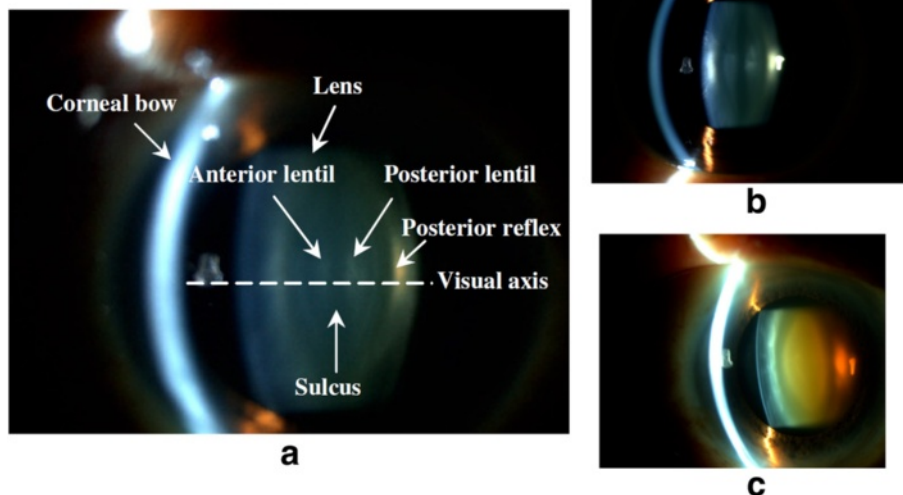 Lens
Corneal bow
Anterior lentil
Posterior lentil
Posterior reflex
Visual axis
Sulcus
a
b
c